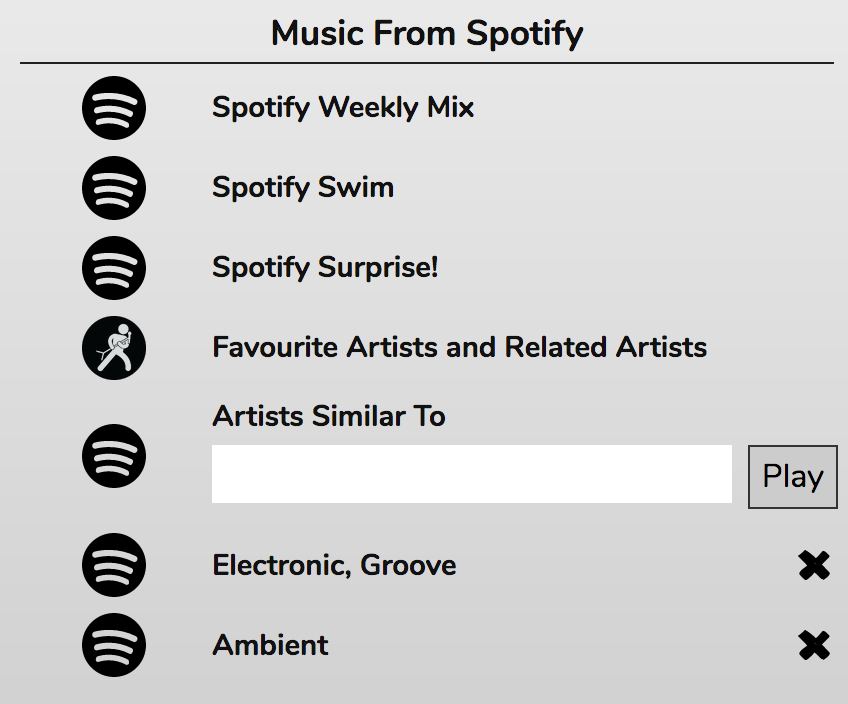 Music From Spotify
Spotify Weekly Mix
Spotify Swim
Spotify Surprise!
Favourite Artists and Related Artists
Artists Similar To
Play
Electronic, Groove
Ambient